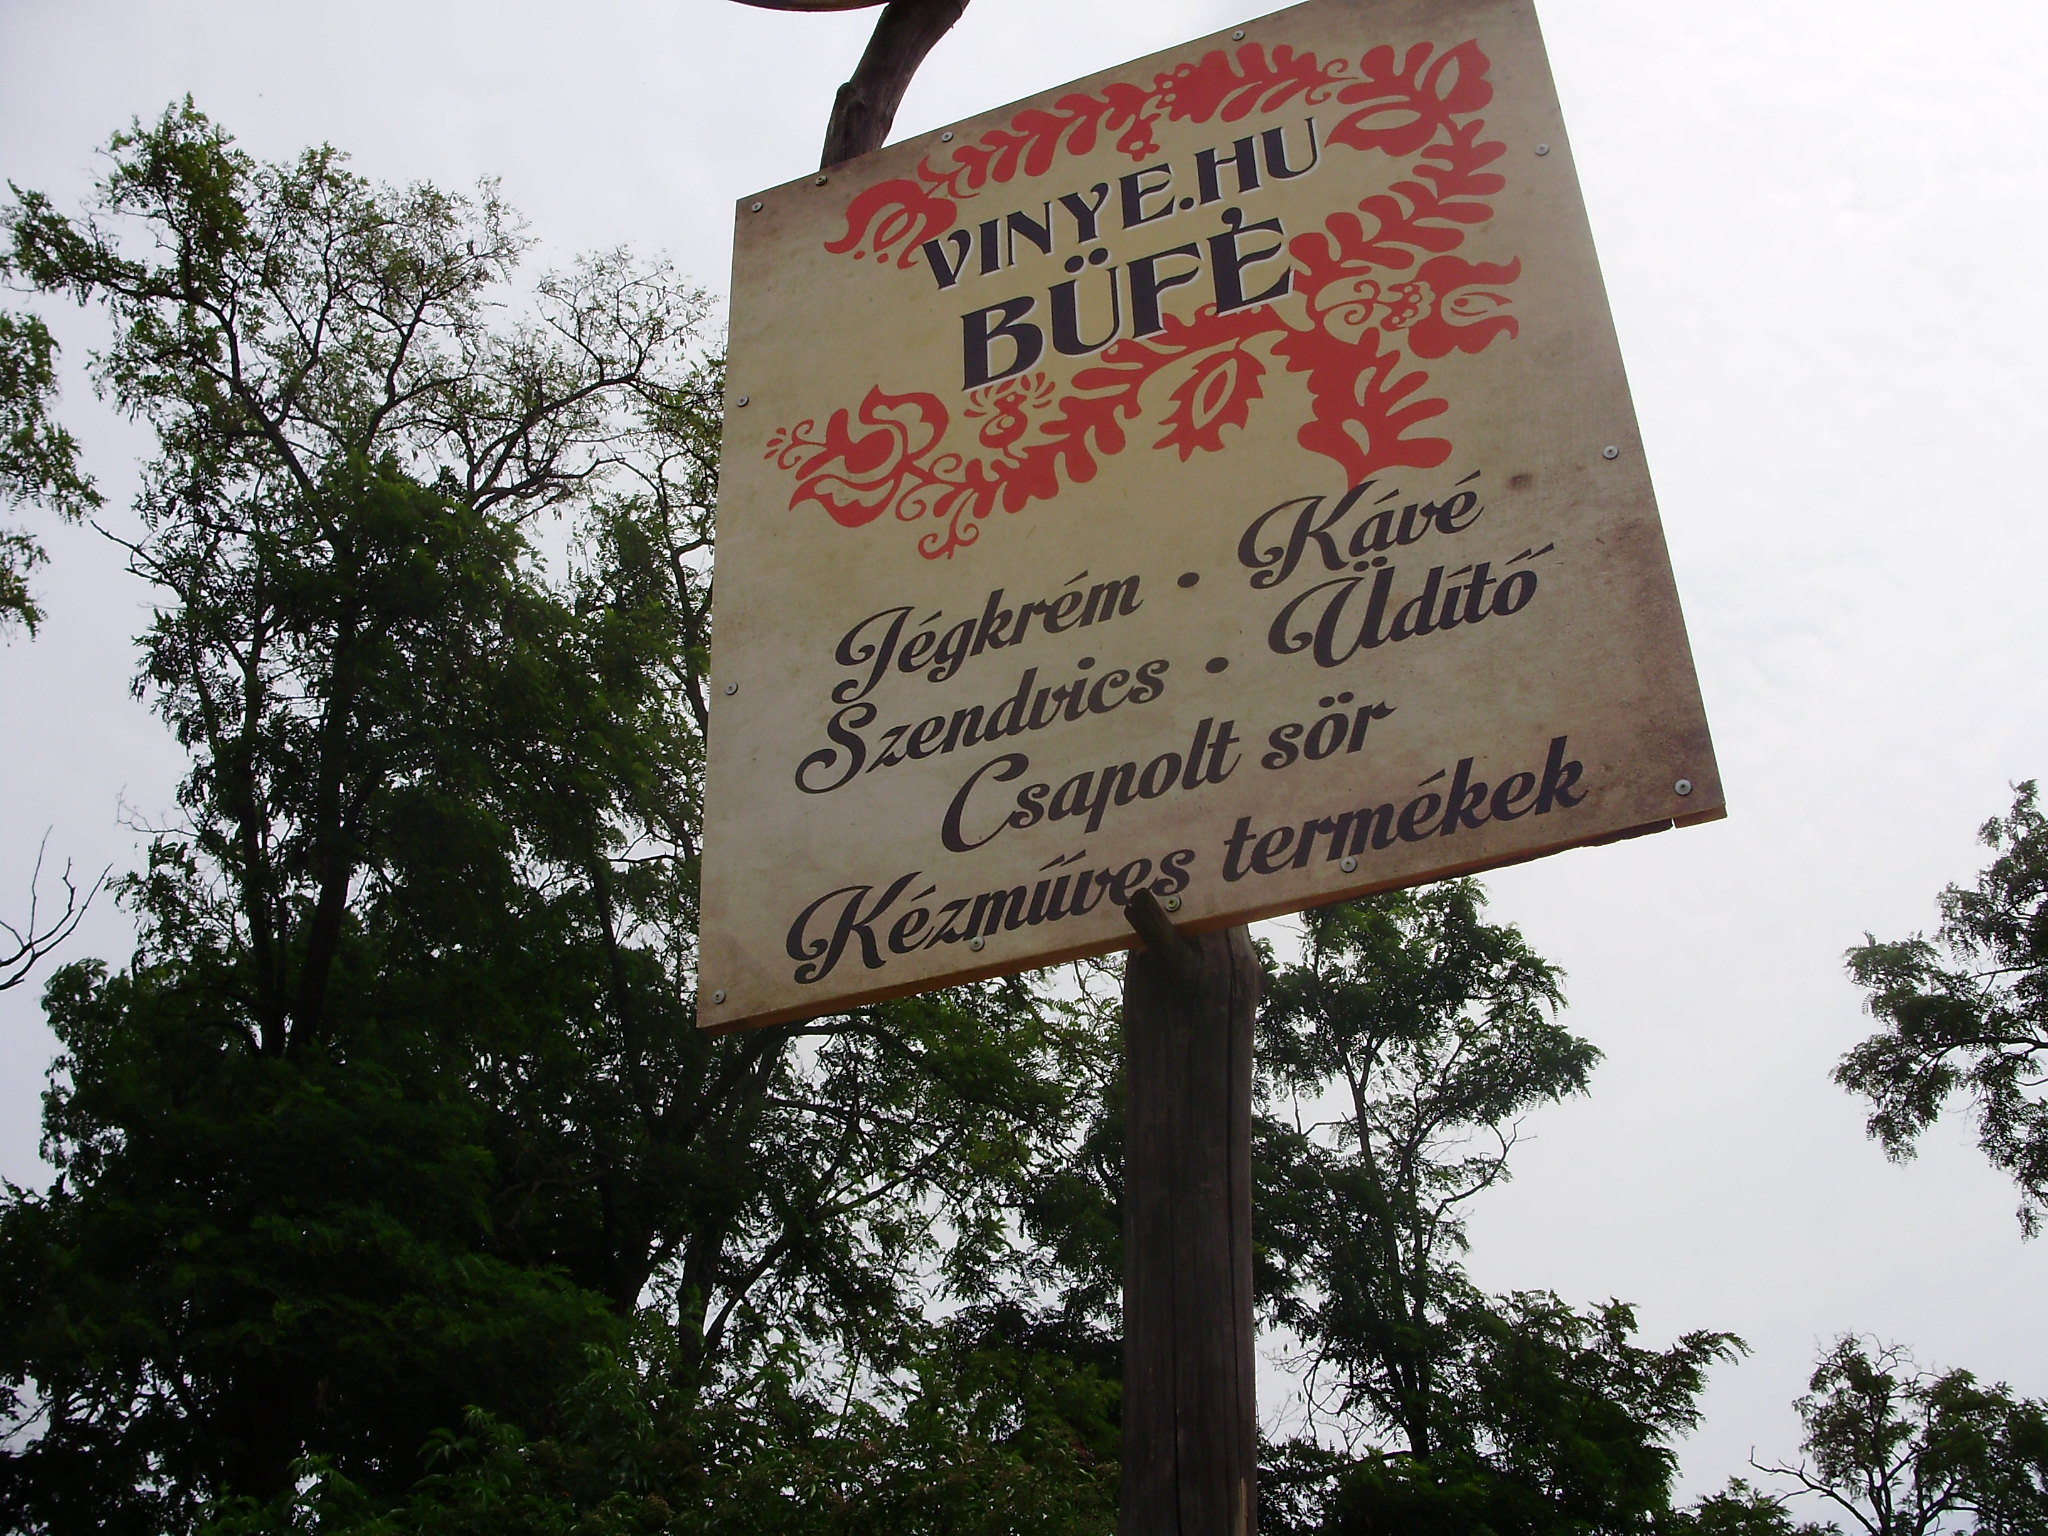 VINYE.HU
BÜFÉ
Jégkrém • Kávé
Szendvics • Üdítő
Csapolt sör
Kézműves termékek